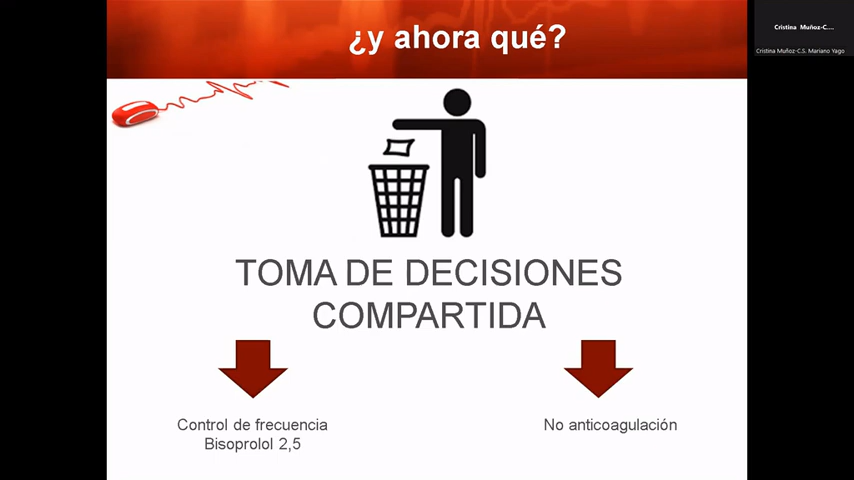 ¿y ahora qué?
Cristina Muñoz-C....
Cristina Muñoz-C.S. Mariano Yago
TOMA DE DECISIONES
COMPARTIDA
Control de frecuencia
Bisoprolol 2,5
No anticoagulación